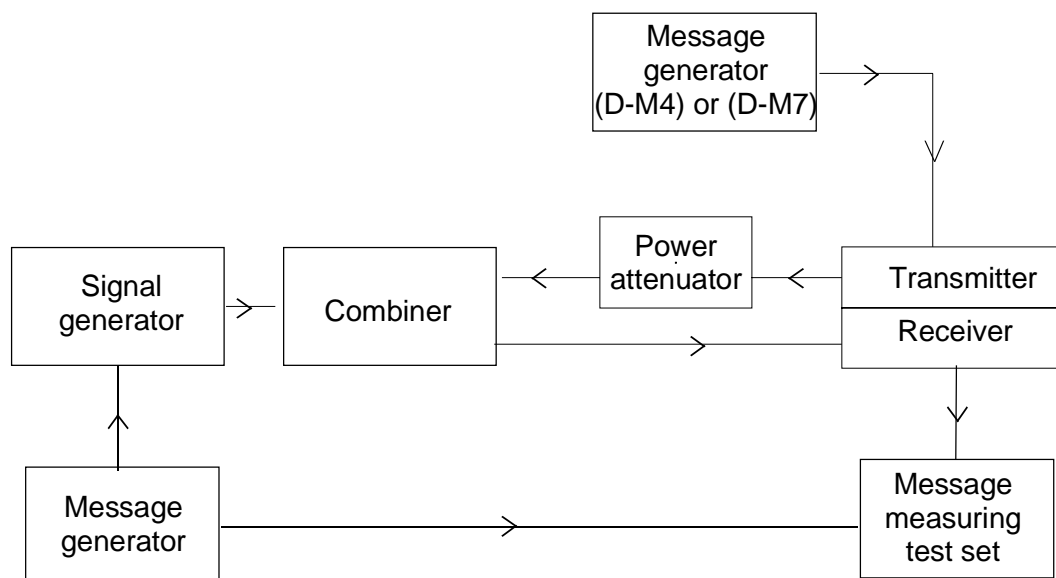 Message
generator
(D-M4) or (D-M7)
Power
attenuator
Transmitter
Signal
generator
Combiner
Receiver
Message
generator
Message
measuring
test set